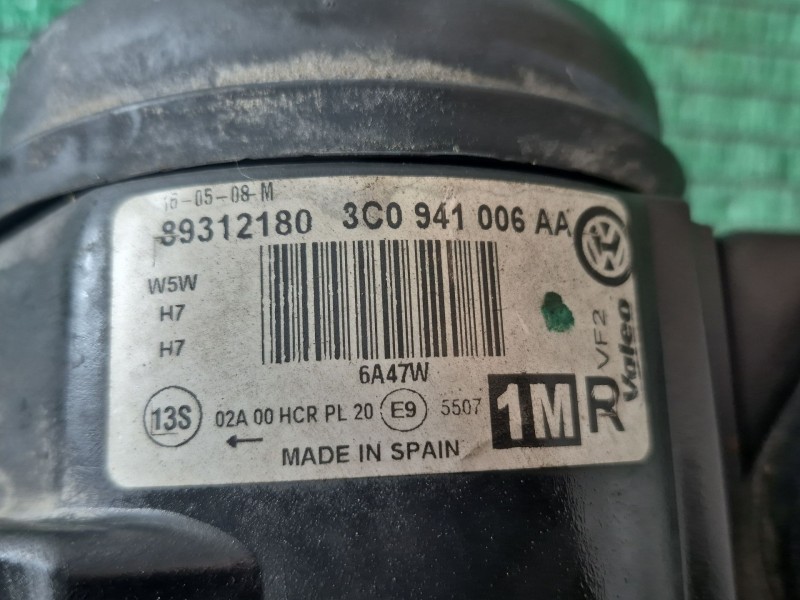 16-05-08-M
89312180 3C0 941 006 AA
W5W
H7
H7
6A47W
VF2
Valeo
13S 02A 00 HCR PL 20 E9 5507
1M
MADE IN SPAIN